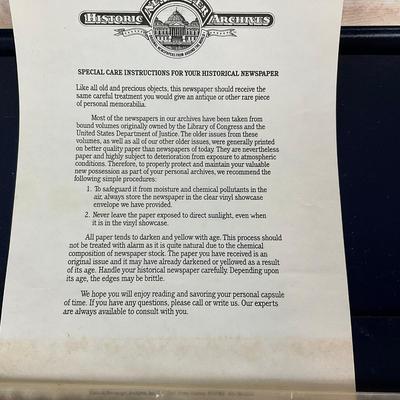 HISTORIC NEWSPAPER ARCHIVES
SPECIAL CARE INSTRUCTIONS FOR YOUR HISTORICAL NEWSPAPER
Like all old and precious objects, this newspaper should receive the
same careful treatment you would give an antique or other rare piece
of personal memorabilia.
Most of the newspapers in our archives have been taken from
bound volumes originally owned by the Library of Congress and the
United States Department of Justice. The older issues from these
volumes, as well as all of our other older issues, were generally printed
on better quality paper than newspapers of today. They are nevertheless
paper and highly subject to deterioration from exposure to atmospheric
conditions. Therefore, to properly protect and maintain your valuable
new possession as part of your personal archives, we recommend the
following simple procedures:
1. To safeguard it from moisture and chemical pollutants in the
air, always store the newspaper in the clear vinyl showcase
envelope we have provided.
2. Never leave the paper exposed to direct sunlight, even when
it is in the vinyl showcase.
All paper tends to darken and yellow with age. This process should
not be treated with alarm as it is quite natural due to the chemical
composition of newspaper stock. The paper you have received is an
original issue and it may have already darkened or yellowed as a result
of its age. Handle your historical newspaper carefully. Depending upon
its age, the edges may be brittle.
We hope you will enjoy reading and savoring your personal capsule
of time. If you have any questions, please call or write us. Our experts
are always available to consult with you.